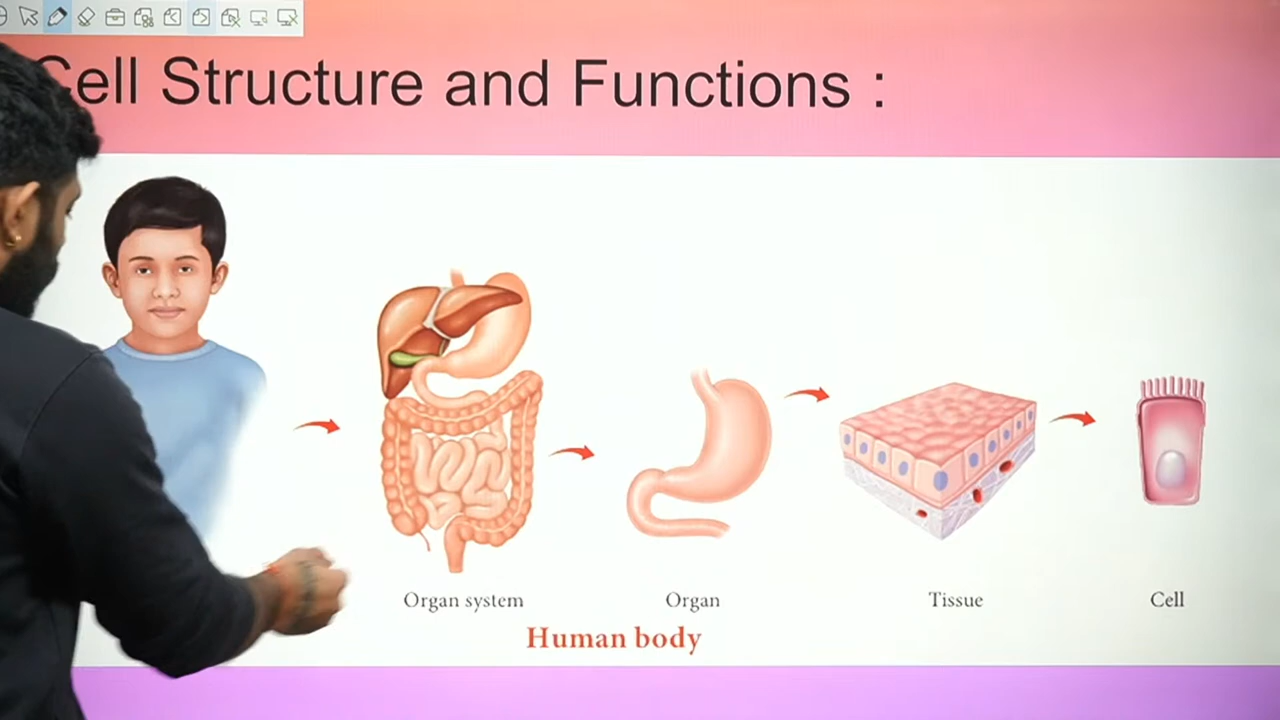 Cell Structure and Functions :
Organ system
Organ
Tissue
Cell
Human body